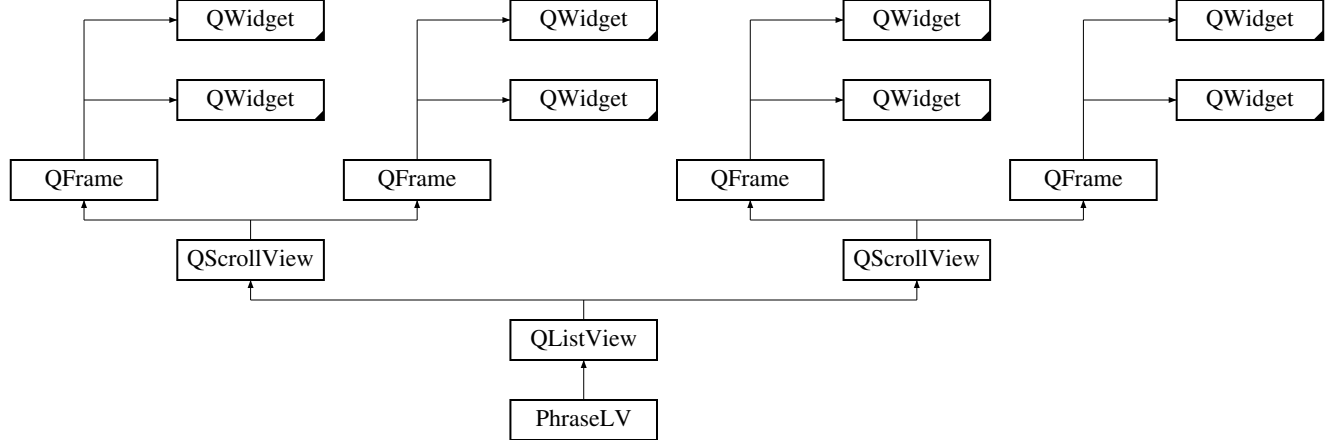 QWidget QWidget QWidget QWidget
QWidget QWidget QWidget QWidget
QFrame QFrame QFrame QFrame
QScrollView QScrollView
QListView
PhraseLV